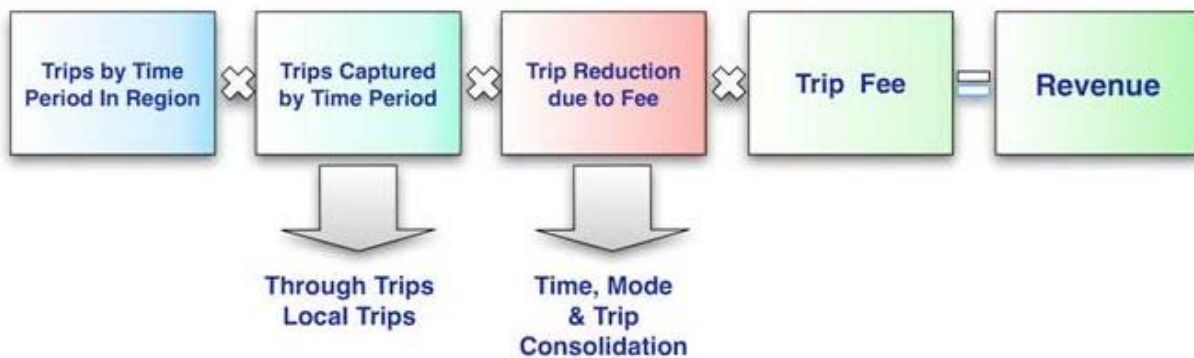 Trips by Time
Period In Region
Trips Captured
by Time Period
Trip Reduction
due to Fee
Trip Fee
Revenue
Through Trips
Local Trips
Time, Mode
& Trip
Consolidation